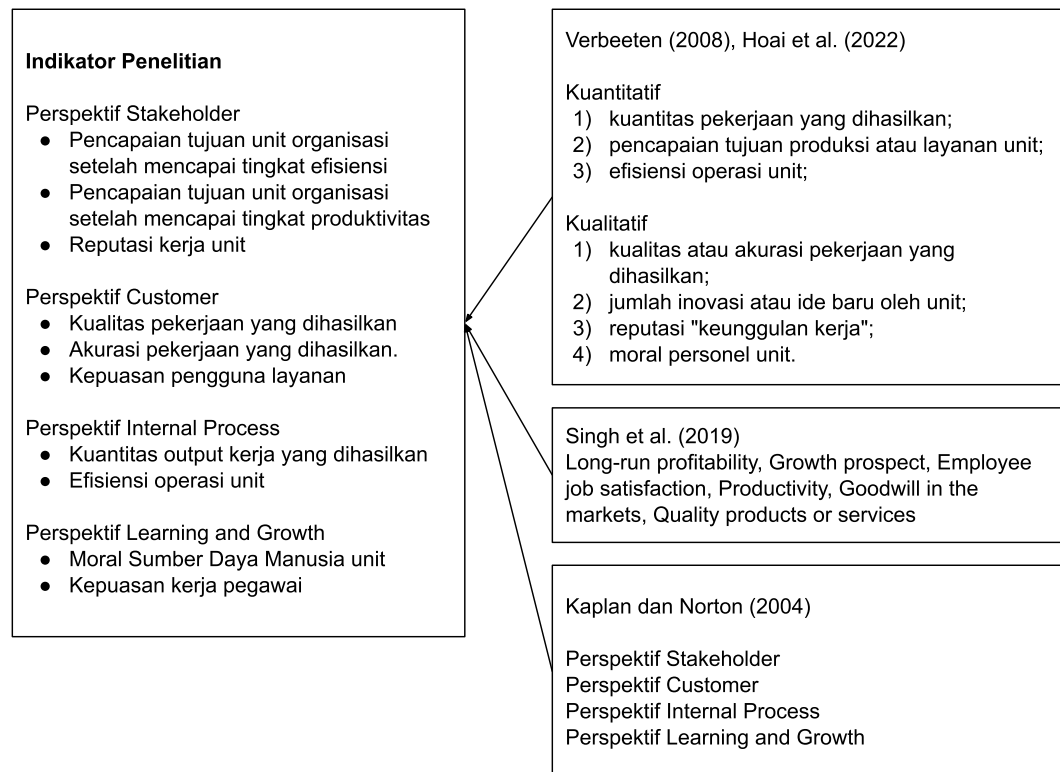 Indikator Penelitian
Perspektif Stakeholder
● Pencapaian tujuan unit organisasi
setelah mencapai tingkat efisiensi
● Pencapaian tujuan unit organisasi
setelah mencapai tingkat produktivitas
● Reputasi kerja unit
Perspektif Customer
● Kualitas pekerjaan yang dihasilkan
● Akurasi pekerjaan yang dihasilkan.
● Kepuasan pengguna layanan
Perspektif Internal Process
● Kuantitas output kerja yang dihasilkan
● Efisiensi operasi unit
Perspektif Learning and Growth
● Moral Sumber Daya Manusia unit
● Kepuasan kerja pegawai
Verbeeten (2008), Hoai et al. (2022)
Kuantitatif
1) kuantitas pekerjaan yang dihasilkan;
2) pencapaian tujuan produksi atau layanan unit;
3) efisiensi operasi unit;
Kualitatif
1) kualitas atau akurasi pekerjaan yang
dihasilkan;
2) jumlah inovasi atau ide baru oleh unit;
3) reputasi "keunggulan kerja";
4) moral personel unit.
Singh et al. (2019)
Long-run profitability, Growth prospect, Employee
job satisfaction, Productivity, Goodwill in the
markets, Quality products or services
Kaplan dan Norton (2004)
Perspektif Stakeholder
Perspektif Customer
Perspektif Internal Process
Perspektif Learning and Growth